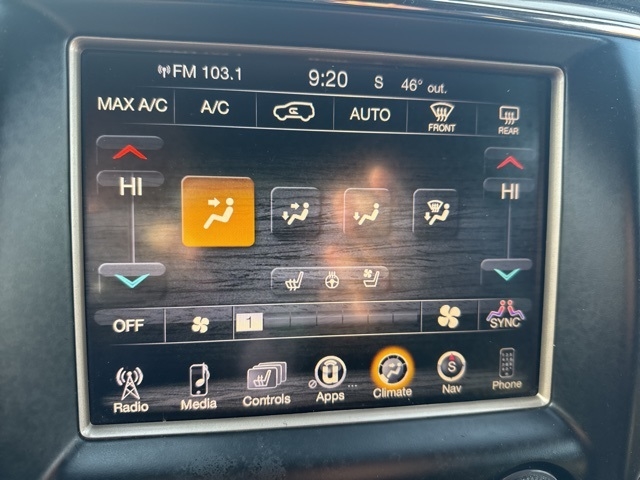 FM 103.1 9:20 S 46° out.
MAX A/C A/C AUTO FRONT REAR
HI HI
OFF 1 SYNC
Radio Media Controls Apps ... Climate S Nav Phone